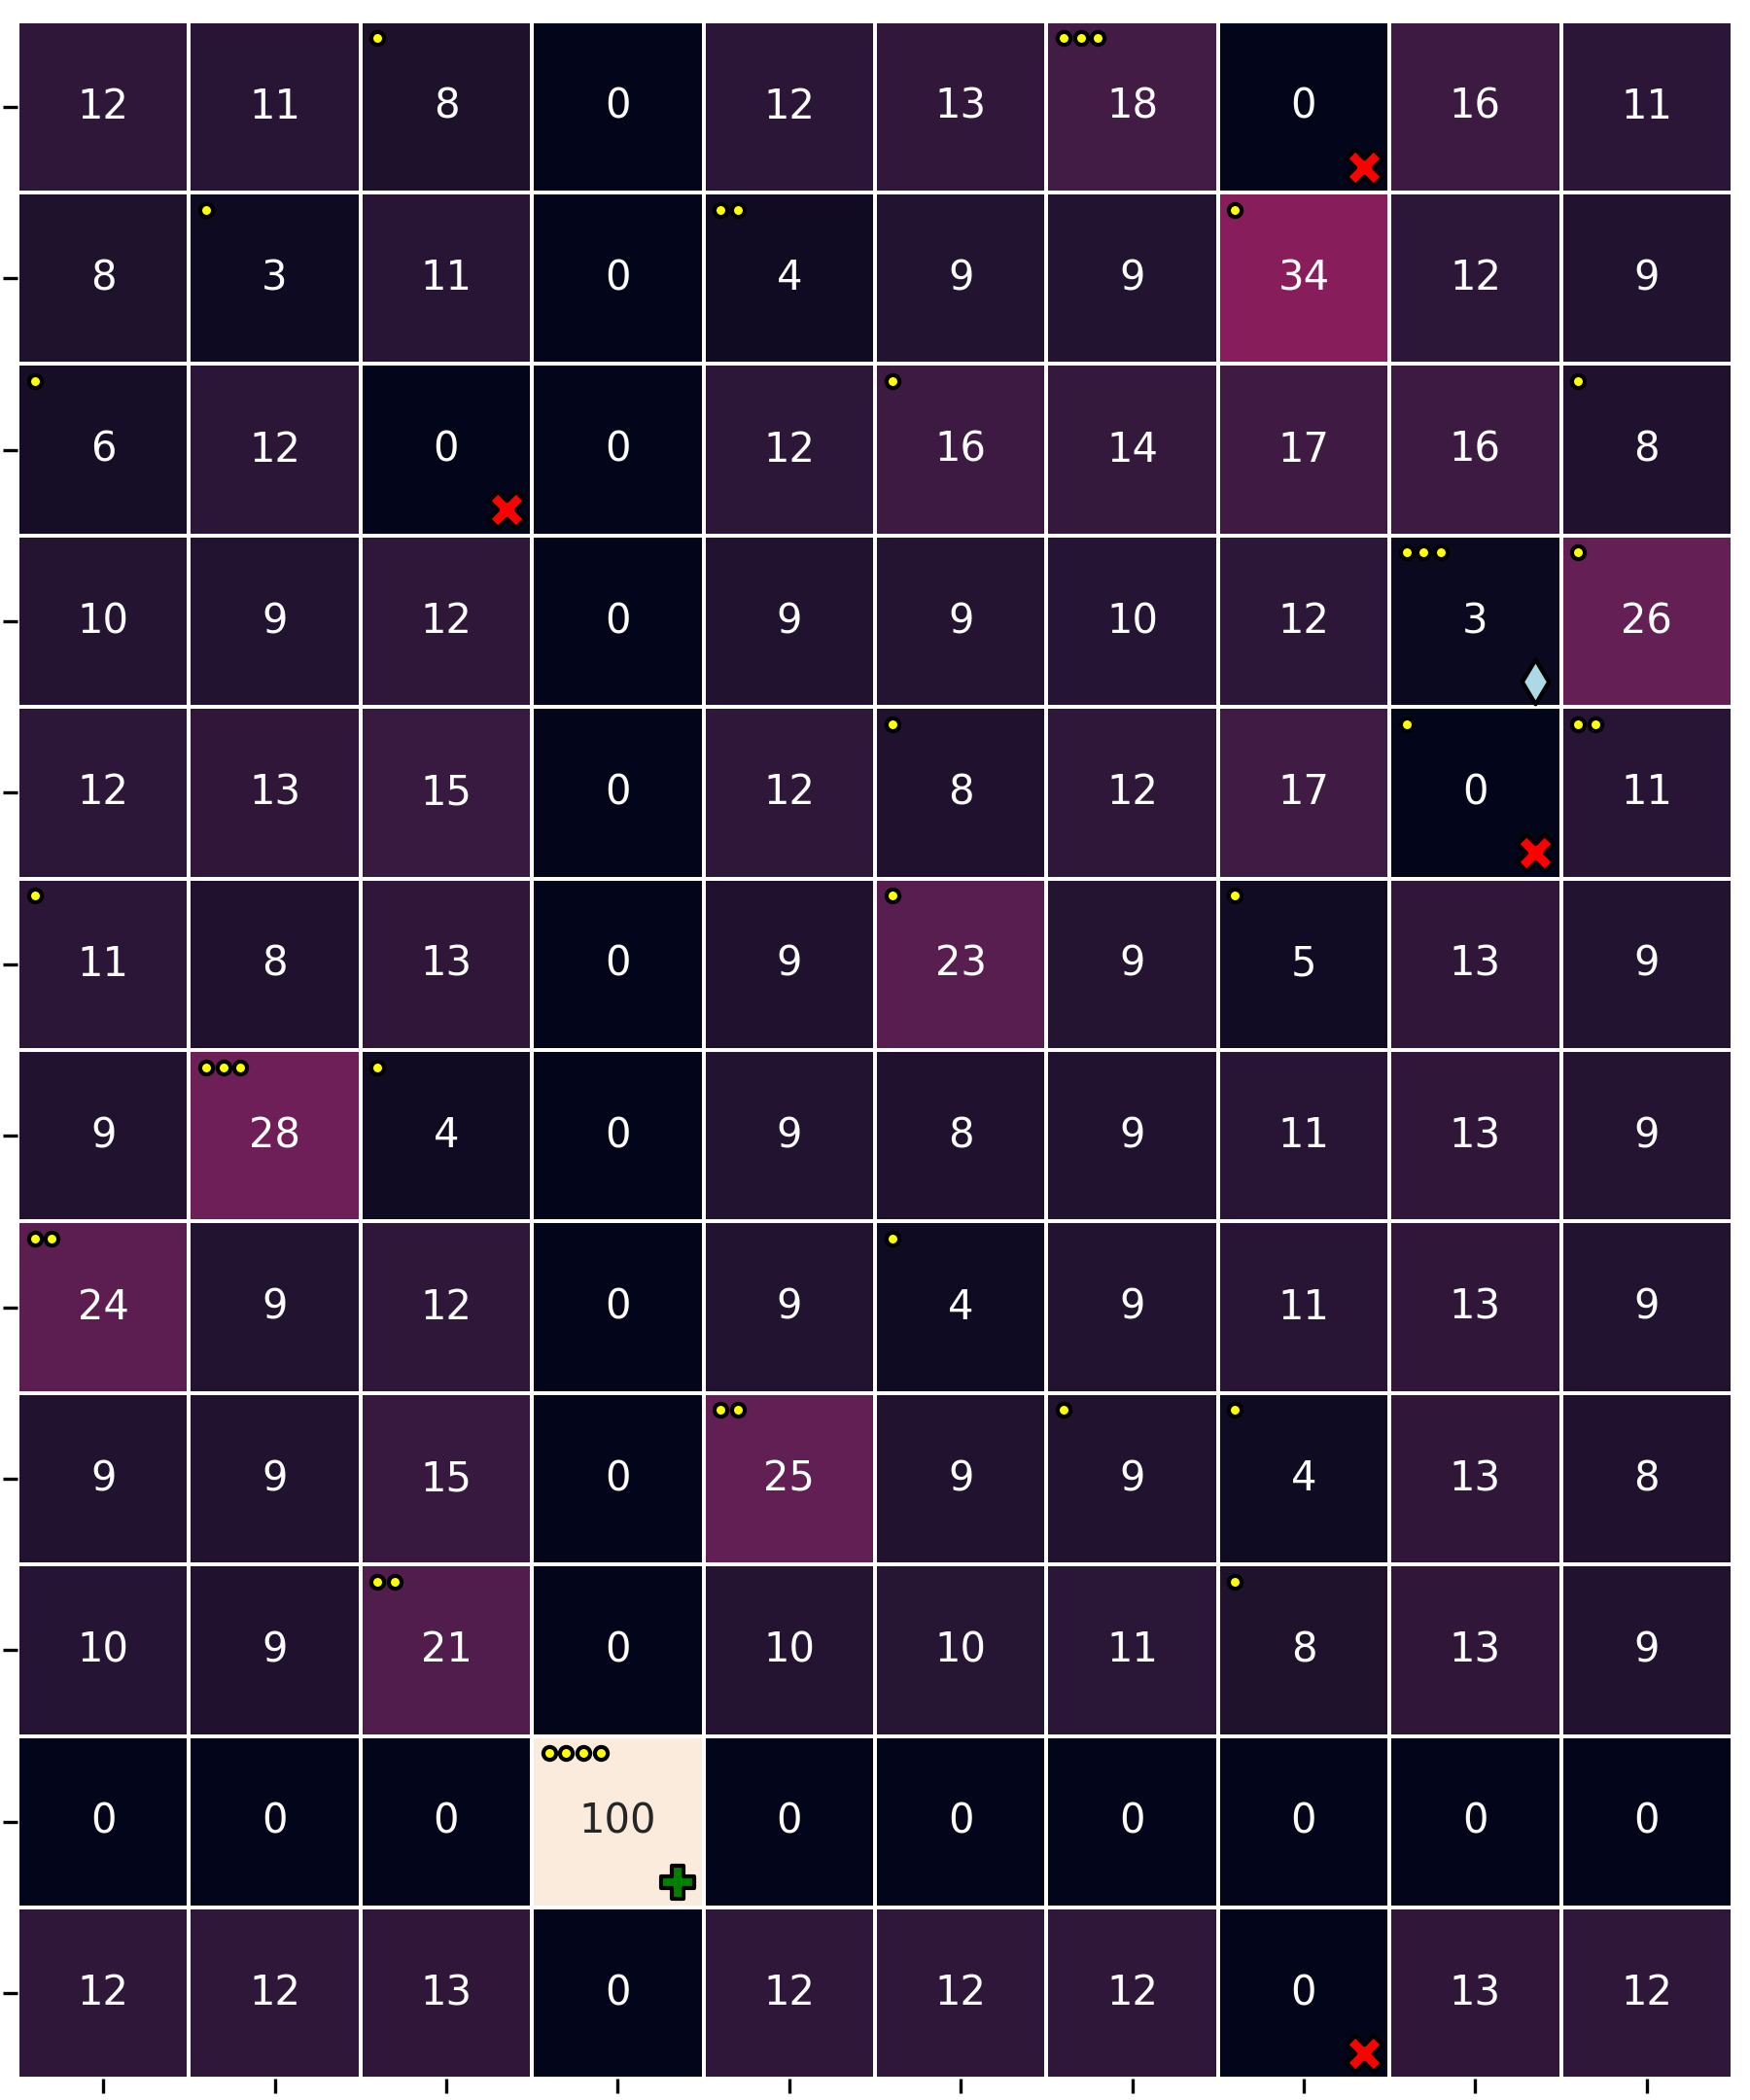 12 11 8 0 12 13 18 0 16 11
8 3 11 0 4 9 9 34 12 9
6 12 0 0 12 16 14 17 16 8
10 9 12 0 9 9 10 12 3 26
12 13 15 0 12 8 12 17 0 11
11 8 13 0 9 23 9 5 13 9
9 28 4 0 9 8 9 11 13 9
24 9 12 0 9 4 9 11 13 9
9 9 15 0 25 9 9 4 13 8
10 9 21 0 10 10 11 8 13 9
0 0 0 100 0 0 0 0 0 0
12 12 13 0 12 12 12 0 13 12